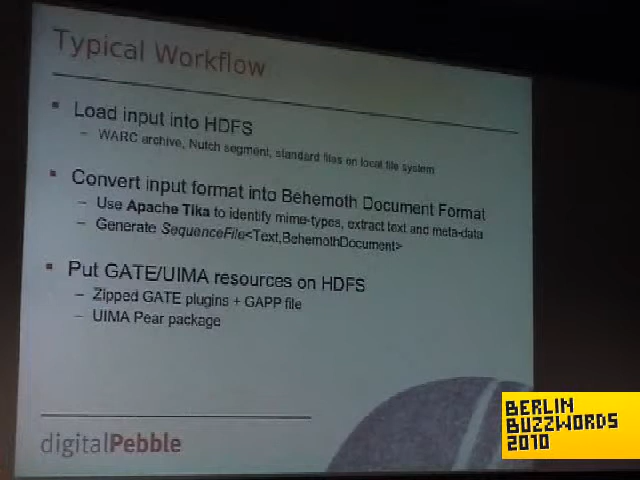 Typical Workflow
▪ Load input into HDFS
– WARC archive, Nutch segment, standard files on local file system
▪ Convert input format into Behemoth Document Format
– Use Apache Tika to identify mime-types, extract text and meta-data
– Generate SequenceFile<Text,BehemothDocument>
▪ Put GATE/UIMA resources on HDFS
– Zipped GATE plugins + GAPP file
– UIMA Pear package
digitalPebble
BERLIN
BUZZWORDS
2010